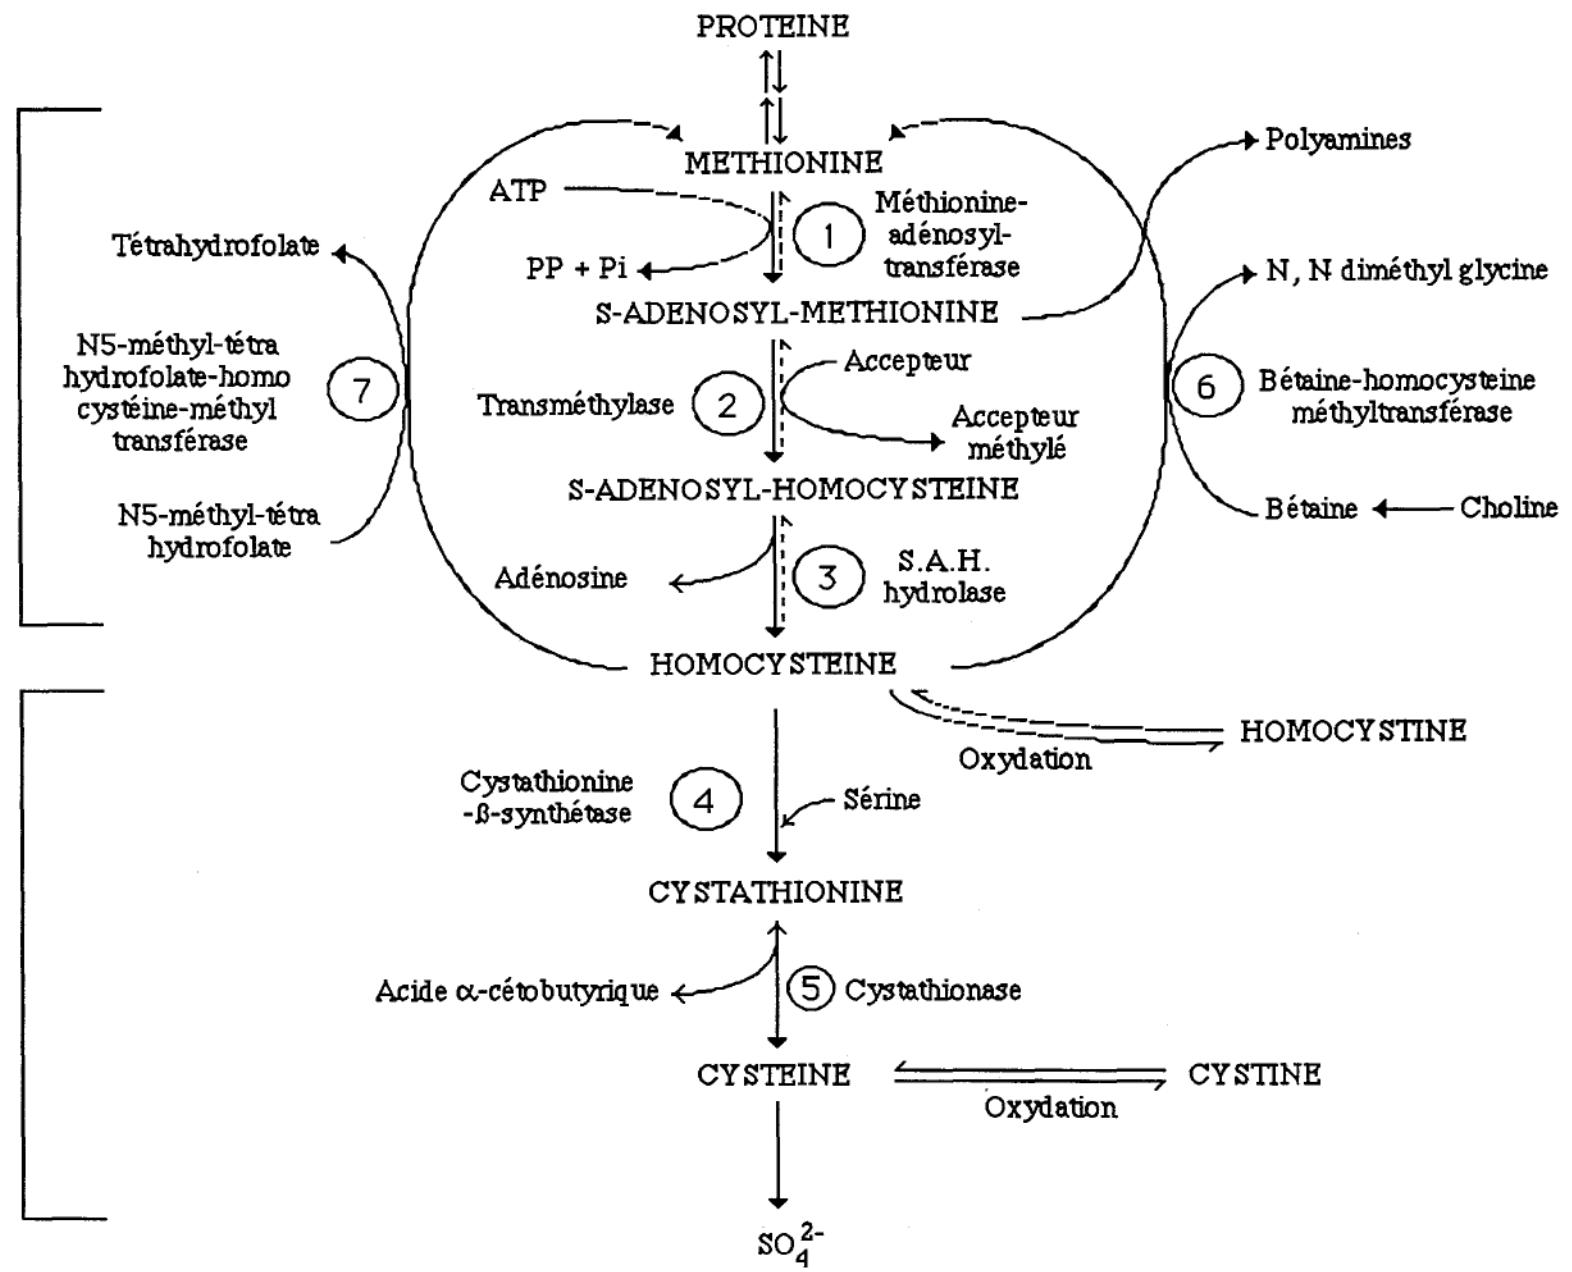 PROTEINE
METHIONINE
Polyamines
ATP
1
Méthionine-
adénosyl-
transférase
Tétrahydrofolate
PP + Pi
N, N diméthyl glycine
S-ADENOSYL-METHIONINE
N5-méthyl-tétra
hydrofolate-homo
cystéine-méthyl
transférase
7
Transméthylase
2
Accepteur
Accepteur
méthylé
6
Bétaine-homocysteine
méthyltransférase
S-ADENOSYL-HOMOCYSTEINE
N5-méthyl-tétra
hydrofolate
Bétaine
Choline
Adénosine
3
S.A.H.
hydrolase
HOMOCYSTEINE
HOMOCYSTINE
Oxydation
Cystathionine
-ß-synthétase
4
Sérine
CYSTATHIONINE
Acide α-cétobutyrique
5
Cystathionase
CYSTEINE
CYSTINE
Oxydation
SO₄²⁻